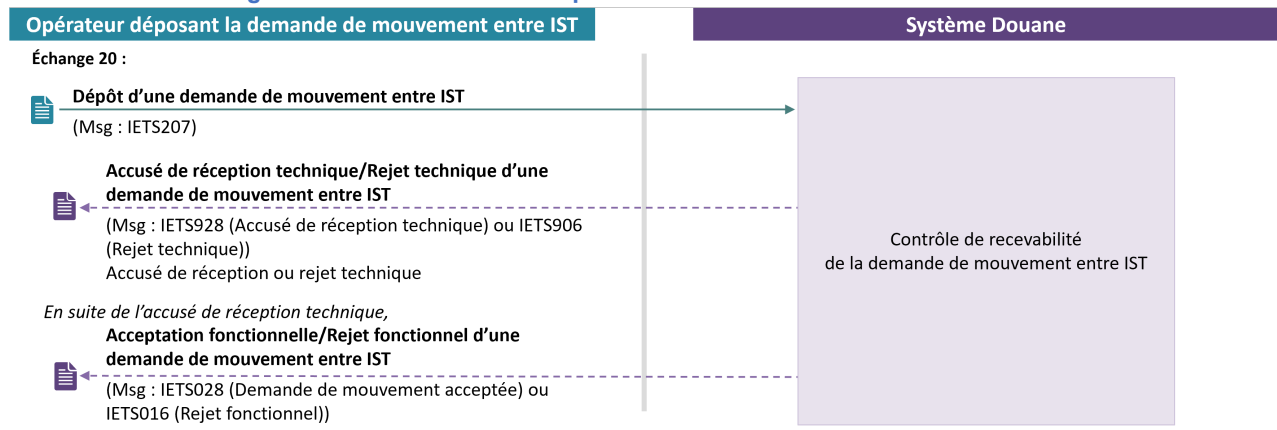 Opérateur déposant la demande de mouvement entre IST
Système Douane
Échange 20 :
Dépôt d’une demande de mouvement entre IST
(Msg : IETS207)
Accusé de réception technique/Rejet technique d’une
demande de mouvement entre IST
(Msg : IETS928 (Accusé de réception technique) ou IETS906
(Rejet technique))
Accusé de réception ou rejet technique
En suite de l’accusé de réception technique,
Acceptation fonctionnelle/Rejet fonctionnel d’une
demande de mouvement entre IST
(Msg : IETS028 (Demande de mouvement acceptée) ou
IETS016 (Rejet fonctionnel))
Contrôle de recevabilité
de la demande de mouvement entre IST